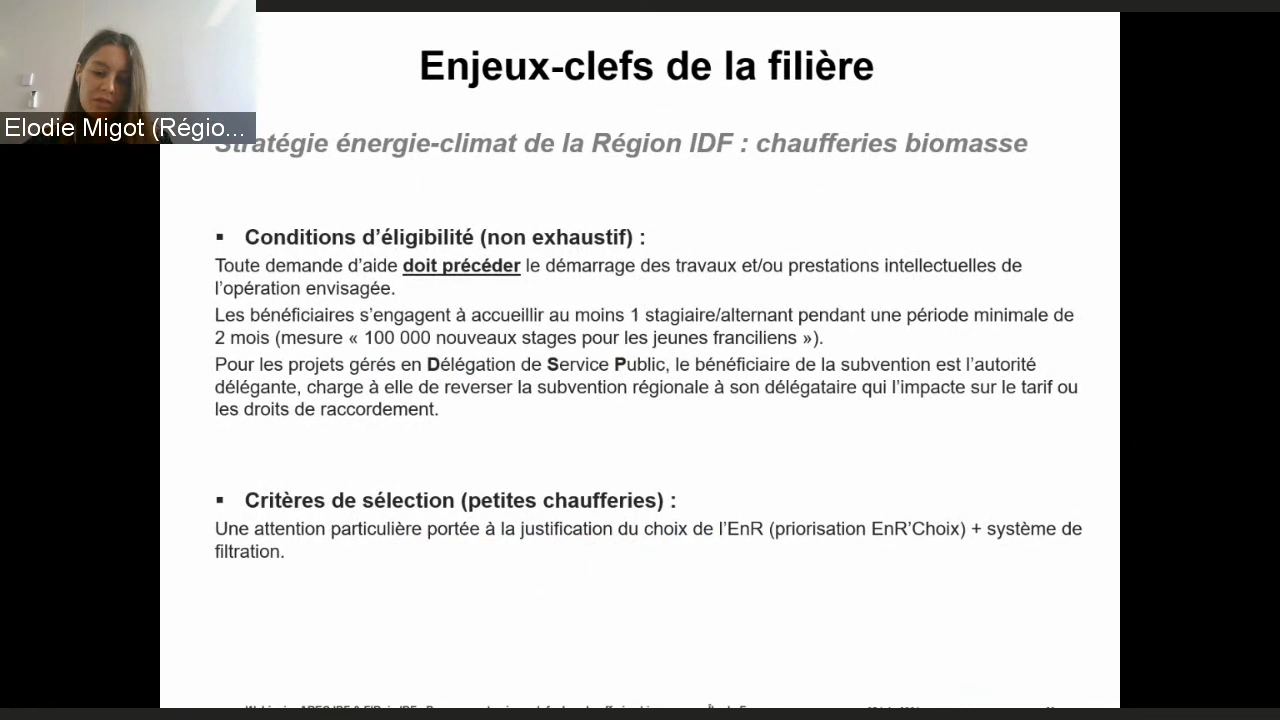 Enjeux-clefs de la filière
Elodie Migot (Régio...
Stratégie énergie-climat de la Région IDF : chaufferies biomasse
▪ Conditions d’éligibilité (non exhaustif) :
Toute demande d’aide doit précéder le démarrage des travaux et/ou prestations intellectuelles de
l’opération envisagée.
Les bénéficiaires s’engagent à accueillir au moins 1 stagiaire/alternant pendant une période minimale de
2 mois (mesure « 100 000 nouveaux stages pour les jeunes franciliens »).
Pour les projets gérés en Délégation de Service Public, le bénéficiaire de la subvention est l’autorité
délégante, charge à elle de reverser la subvention régionale à son délégataire qui l’impacte sur le tarif ou
les droits de raccordement.
▪ Critères de sélection (petites chaufferies) :
Une attention particulière portée à la justification du choix de l’EnR (priorisation EnR’Choix) + système de
filtration.